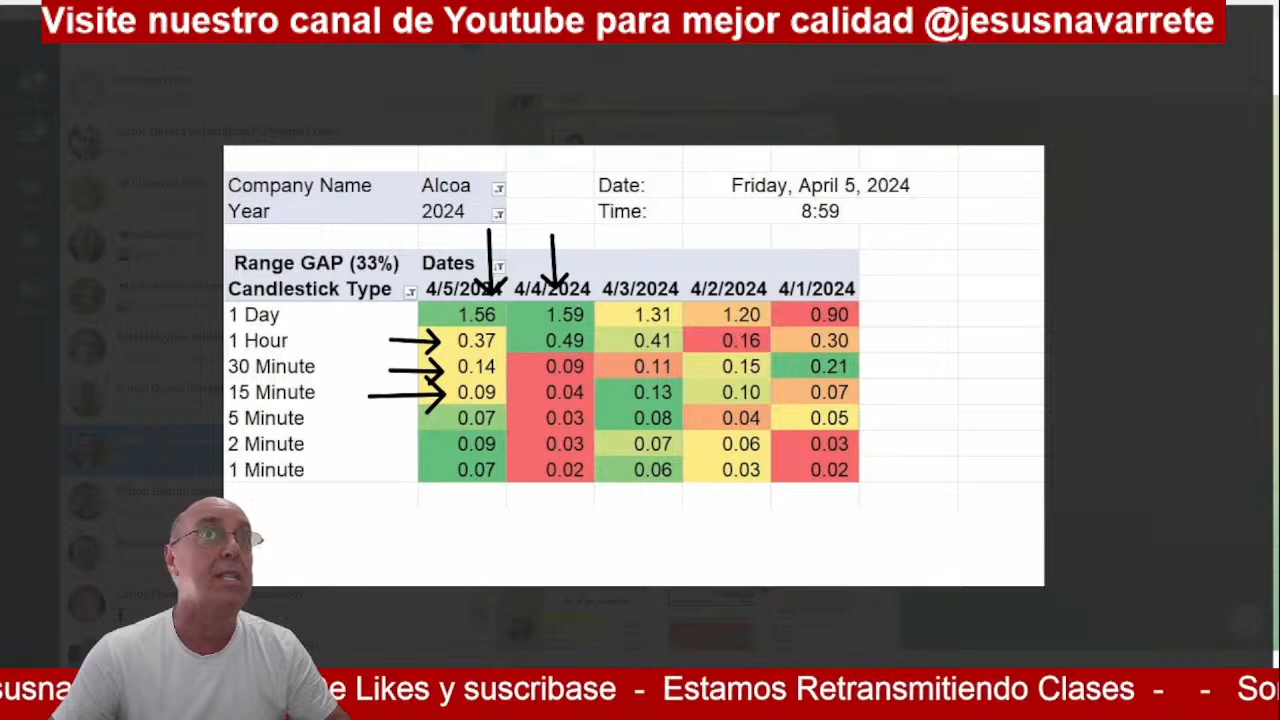 Visite nuestro canal de Youtube para mejor calidad @jesusnavarrete
Company Name Alcoa Date: Friday, April 5, 2024
Year 2024 Time: 8:59
Range GAP (33%) Dates
Candlestick Type 4/5/2024 4/4/2024 4/3/2024 4/2/2024 4/1/2024
1 Day 1.56 1.59 1.31 1.20 0.90
1 Hour 0.37 0.49 0.41 0.16 0.30
30 Minute 0.14 0.09 0.11 0.15 0.21
15 Minute 0.09 0.04 0.13 0.10 0.07
5 Minute 0.07 0.03 0.08 0.04 0.05
2 Minute 0.09 0.03 0.07 0.06 0.03
1 Minute 0.07 0.02 0.06 0.03 0.02
susna e Likes y suscribase - Estamos Retransmitiendo Clases - - So